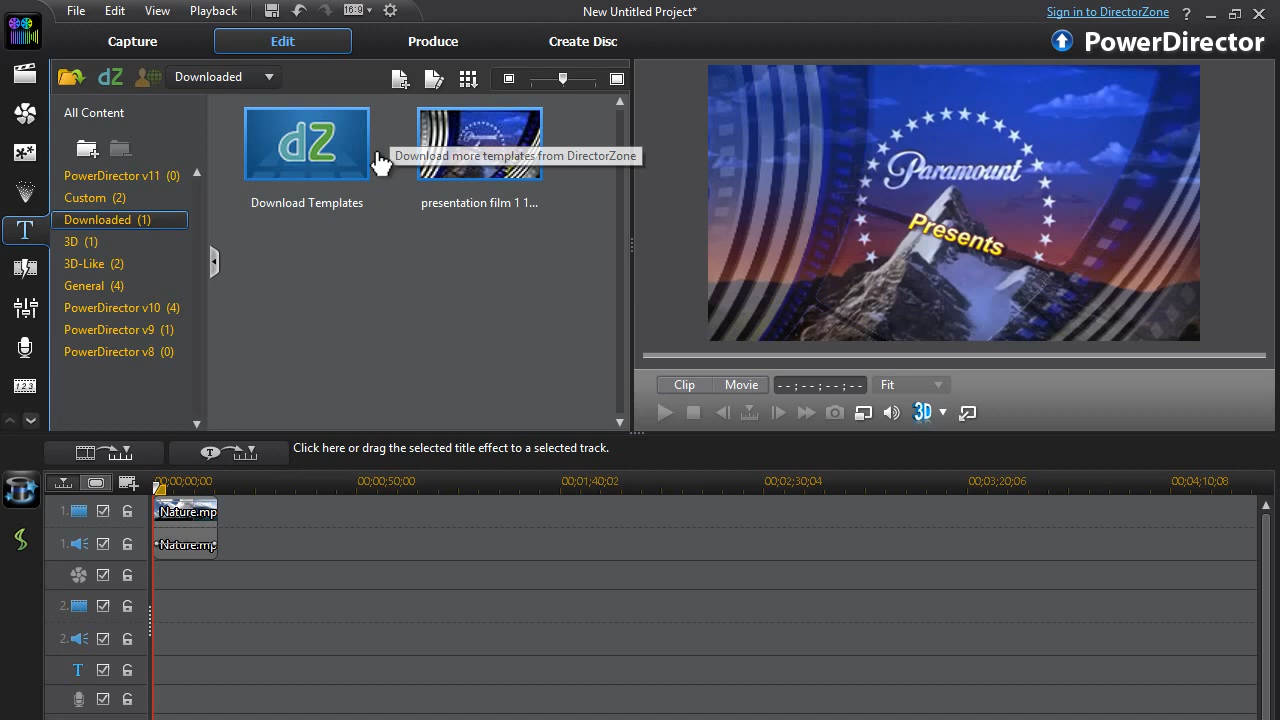 File Edit View Playback 16:9 New Untitled Project* Sign in to DirectorZone ?
Capture Edit Produce Create Disc PowerDirector
dZ Downloaded
All Content
dZ
Paramount
Presents
Download more templates from DirectorZone
Download Templates
presentation film 1 1...
PowerDirector v11 (0)
Custom (2)
Downloaded (1)
3D (1)
3D-Like (2)
General (4)
PowerDirector v10 (4)
PowerDirector v9 (1)
PowerDirector v8 (0)
T
Clip Movie --;--;--;-- Fit
3D
Click here or drag the selected title effect to a selected track.
00;00;00;00 00;00;50;00 00;01;40;02 00;02;30;04 00;03;20;06 00;04;10;08
1. Nature.mp
1. Nature.mp
2.
2.
T